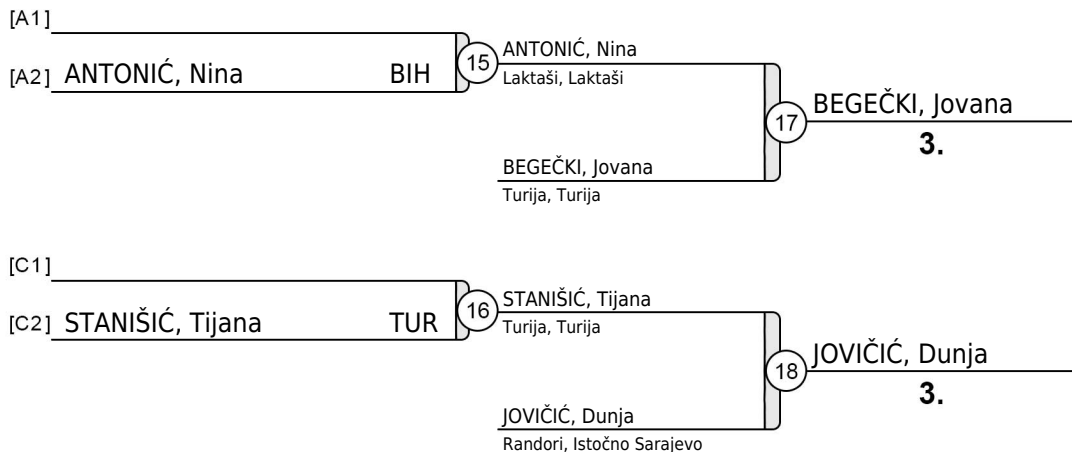 [A1]
[A2] ANTONIĆ, Nina BIH
15
ANTONIĆ, Nina
Laktaši, Laktaši
17
BEGEČKI, Jovana
3.
BEGEČKI, Jovana
Turija, Turija
[C1]
[C2] STANIŠIĆ, Tijana TUR
16
STANIŠIĆ, Tijana
Turija, Turija
18
JOVIČIĆ, Dunja
3.
JOVIČIĆ, Dunja
Randori, Istočno Sarajevo